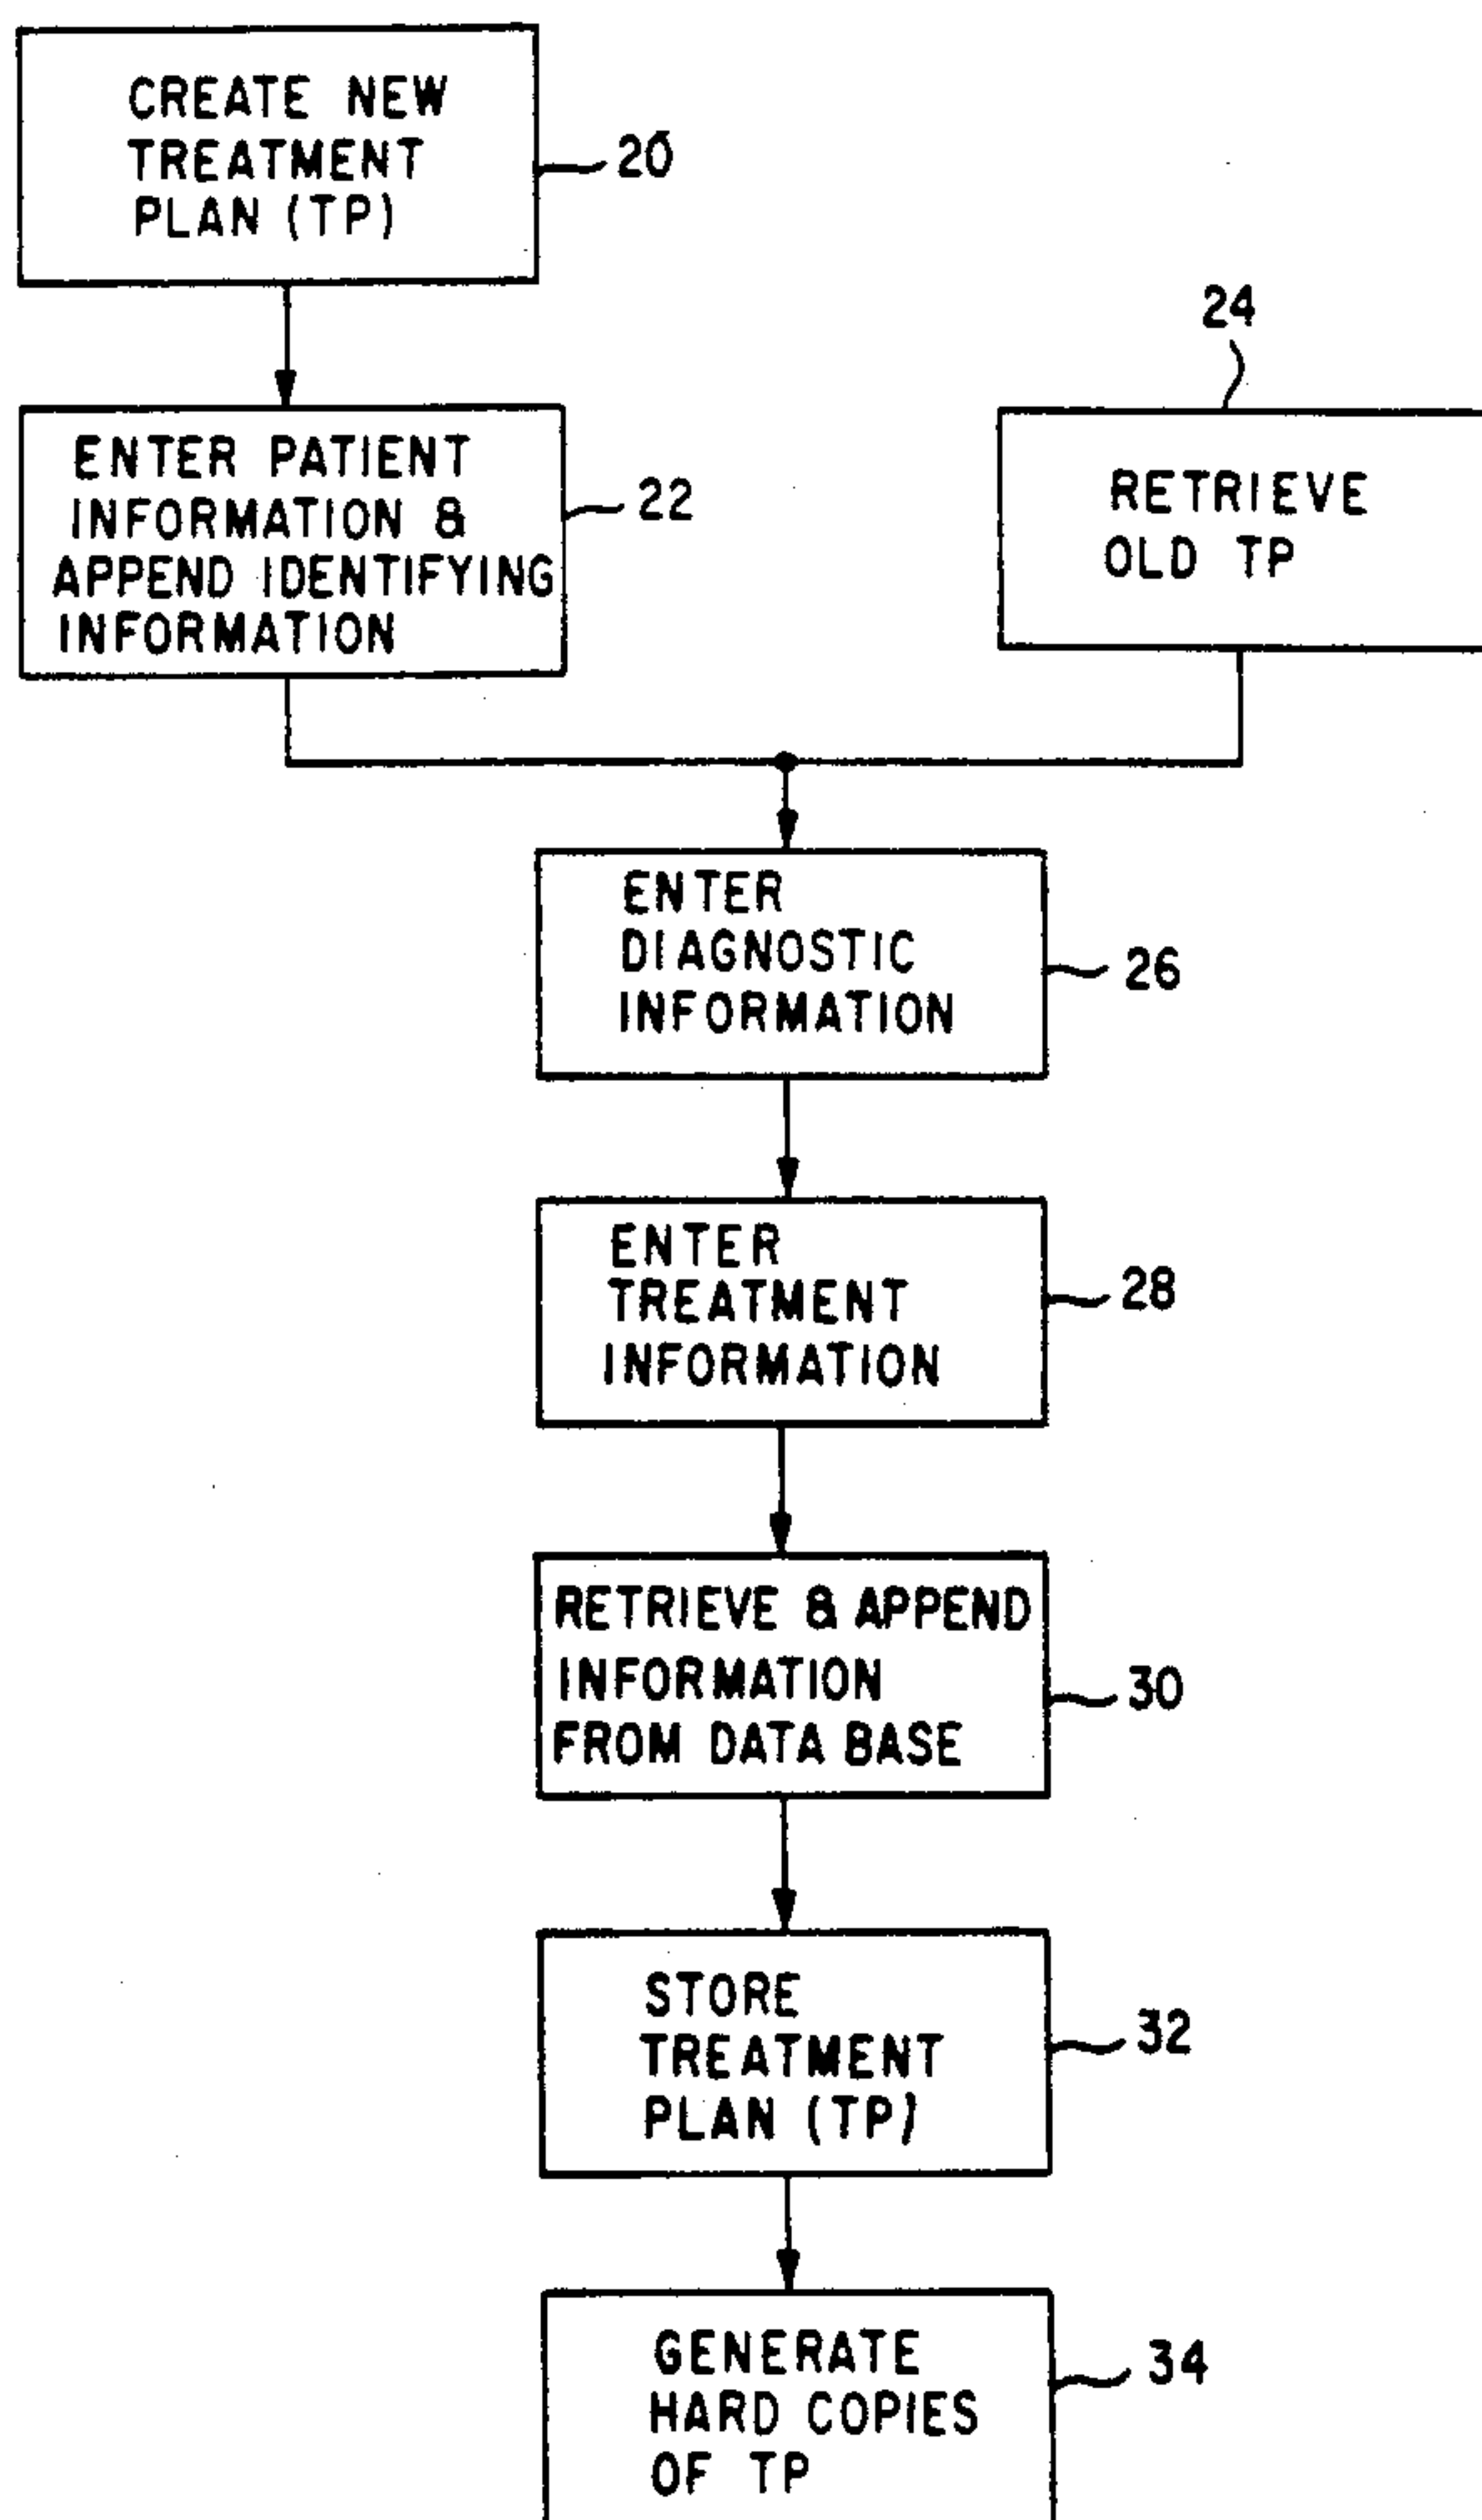 CREATE NEW
TREATMENT
PLAN (TP)
20
24
ENTER PATIENT
INFORMATION &
APPEND IDENTIFYING
INFORMATION
22
RETRIEVE
OLD TP
ENTER
DIAGNOSTIC
INFORMATION
26
ENTER
TREATMENT
INFORMATION
28
RETRIEVE & APPEND
INFORMATION
FROM DATA BASE
30
STORE
TREATMENT
PLAN (TP)
32
GENERATE
HARD COPIES
OF TP
34